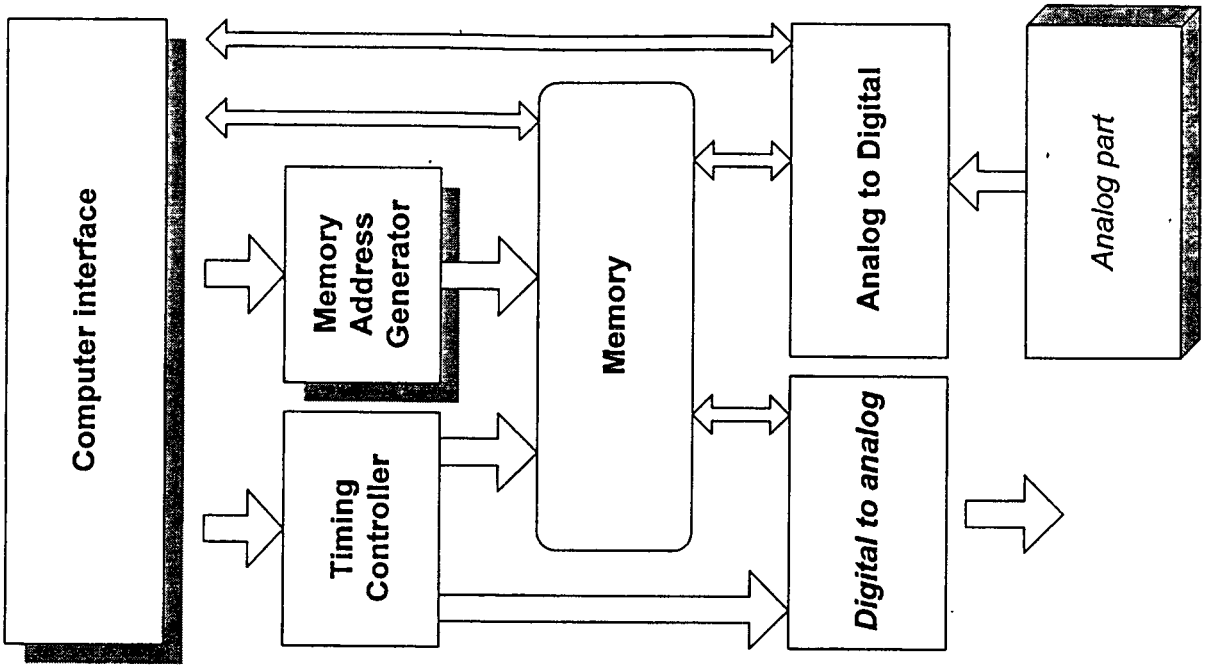 Computer interface
Timing
Controller
Memory
Address
Generator
Memory
Digital to analog
Analog to Digital
Analog part